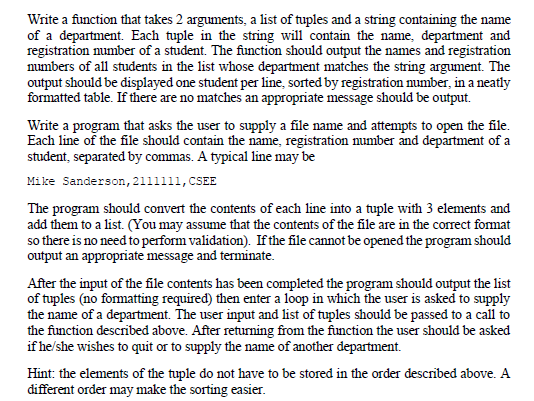 Write a function that takes 2 arguments, a list of tuples and a string containing the name
of a department. Each tuple in the string will contain the name, department and
registration number of a student. The function should output the names and registration
numbers of all students in the list whose department matches the string argument. The
output should be displayed one student per line, sorted by registration number, in a neatly
formatted table. If there are no matches an appropriate message should be output.
Write a program that asks the user to supply a file name and attempts to open the file.
Each line of the file should contain the name, registration number and department of a
student, separated by commas. A typical line may be
Mike Sanderson,2111111,CSEE
The program should convert the contents of each line into a tuple with 3 elements and
add them to a list. (You may assume that the contents of the file are in the correct format
so there is no need to perform validation). If the file cannot be opened the program should
output an appropriate message and terminate.
After the input of the file contents has been completed the program should output the list
of tuples (no formatting required) then enter a loop in which the user is asked to supply
the name of a department. The user input and list of tuples should be passed to a call to
the function described above. After returning from the function the user should be asked
if he/she wishes to quit or to supply the name of another department.
Hint: the elements of the tuple do not have to be stored in the order described above. A
different order may make the sorting easier.